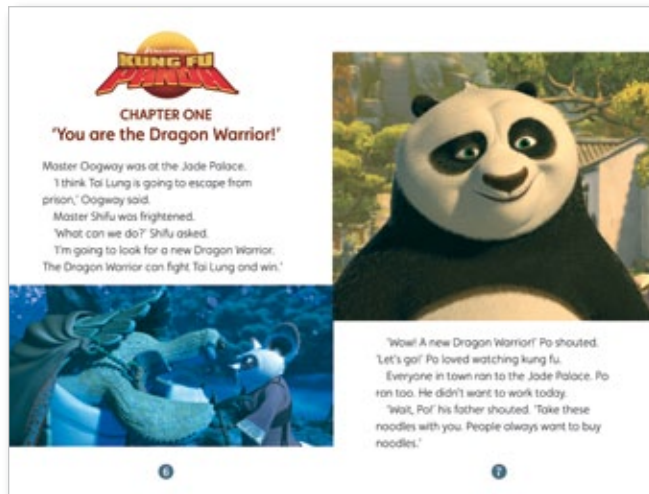 DREAMWORKS
KUNG FU
PANDA
CHAPTER ONE
'You are the Dragon Warrior!'
Master Oogway was at the Jade Palace.
'I think Tai Lung is going to escape from
prison,' Oogway said.
Master Shifu was frightened.
'What can we do?' Shifu asked.
'I'm going to look for a new Dragon Warrior.
The Dragon Warrior can fight Tai Lung and win.'
6
'Wow! A new Dragon Warrior!' Po shouted.
'Let's go!' Po loved watching kung fu.
Everyone in town ran to the Jade Palace. Po
ran too. He didn't want to work today.
'Wait, Po!' his father shouted. 'Take these
noodles with you. People always want to buy
noodles.'
7